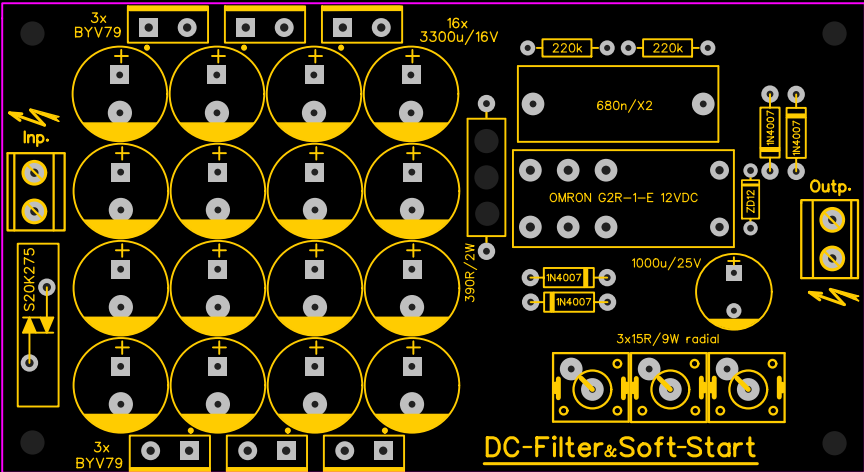 3x
BYV79
16x
3300u/16V
220k
220k
680n/X2
1N4007
1N4007
Inp.
OMRON G2R-1-E 12VDC
ZD12
Outp.
S20K275
390R/2W
1000u/25V
1N4007
1N4007
3x15R/9W radial
3x
BYV79
DC-Filter&Soft-Start